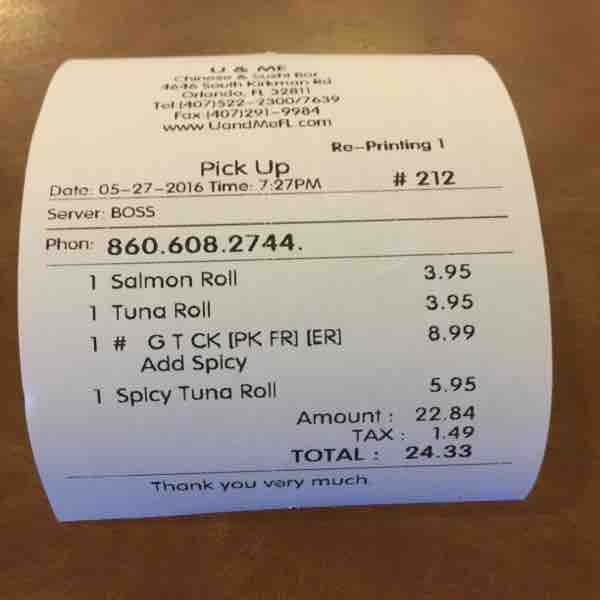 U & ME
Chinese & Sushi Bar
4646 South Kirkman Rd
Orlando, FL 32811
Tel:(407)522-2300/7639
Fax:(407)291-9984
www.UandMeFL.com
Re-Printing 1
Pick Up
Date: 05-27-2016 Time: 7:27PM # 212
Server: BOSS
Phon: 860.608.2744.
1 Salmon Roll 3.95
1 Tuna Roll 3.95
1 # G T CK [PK FR] [ER] 8.99
Add Spicy
1 Spicy Tuna Roll 5.95
Amount : 22.84
TAX : 1.49
TOTAL : 24.33
Thank you very much.